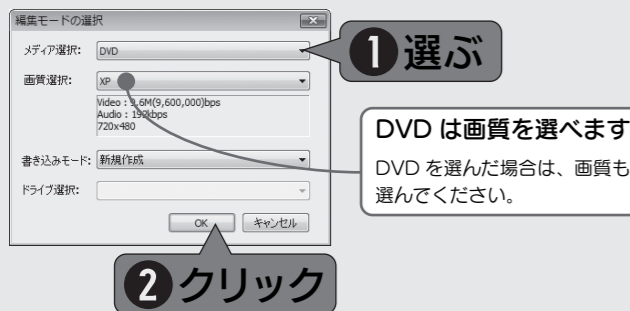 編集モードの選択
メディア選択: DVD
❶ 選ぶ
画質選択: XP
Video : 9.6M(9,600,000)bps
Audio : 192kbps
720x480
DVD は画質を選べます
DVD を選んだ場合は、画質も
選んでください。
書き込みモード: 新規作成
ドライブ選択:
OK キャンセル
❷ クリック